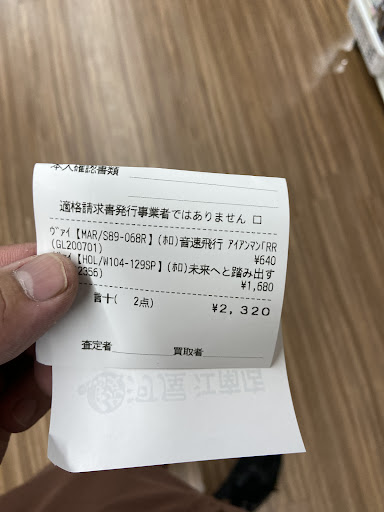 本人確認書類
適格請求書発行事業者ではありません □
ヴァイ【MAR/S89-068R】(ホロ)音速飛行 アイアンマン「RR
(GL200701) ¥640
【HOL/W104-129SP】(ホロ)未来へと踏み出す
2356) ¥1,680
合計( 2点) ¥2,320
査定者 買取者